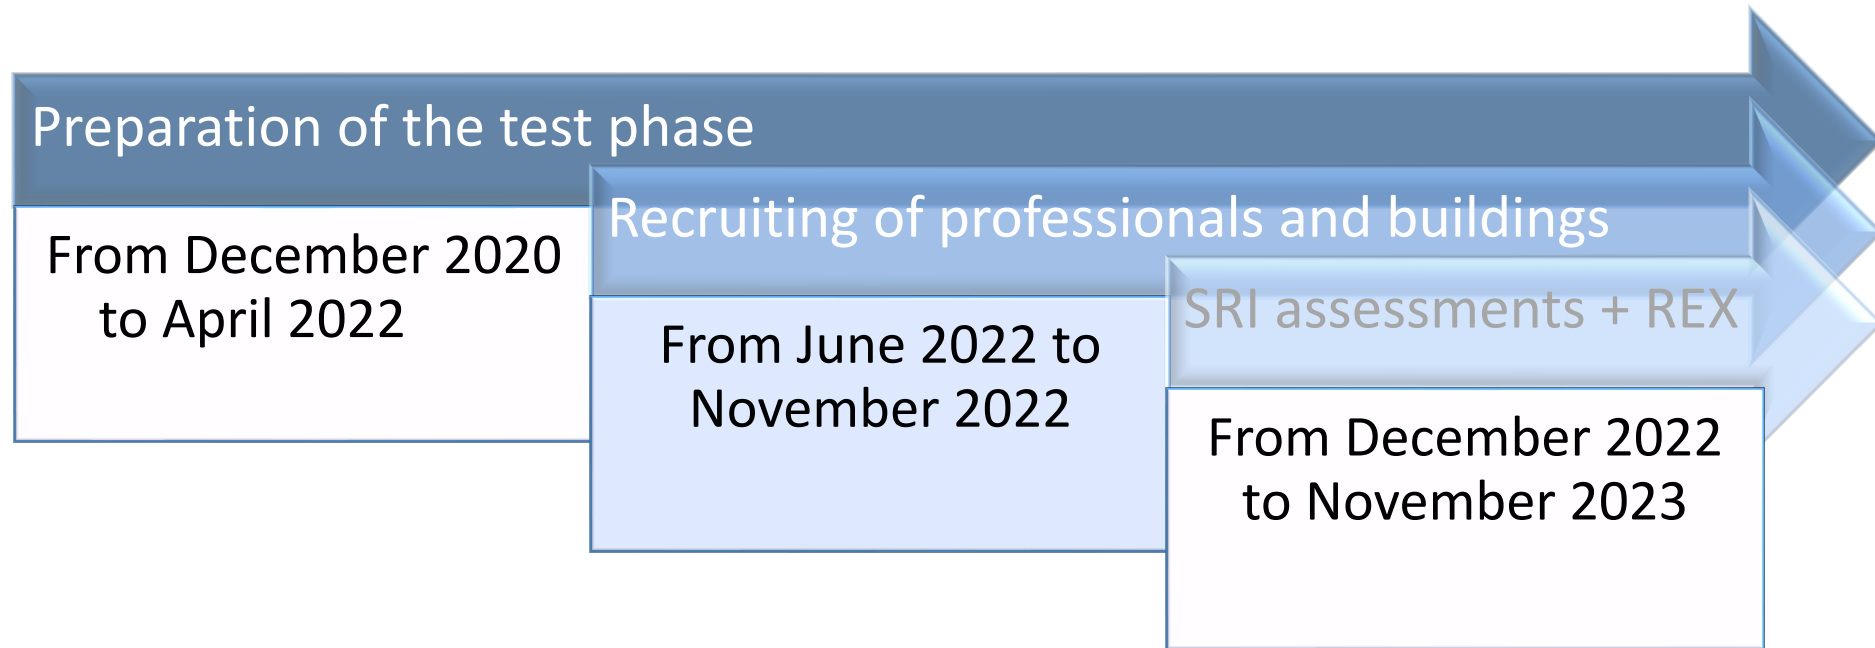 Preparation of the test phase
From December 2020
to April 2022
Recruiting of professionals and buildings
From June 2022 to
November 2022
SRI assessments + REX
From December 2022
to November 2023